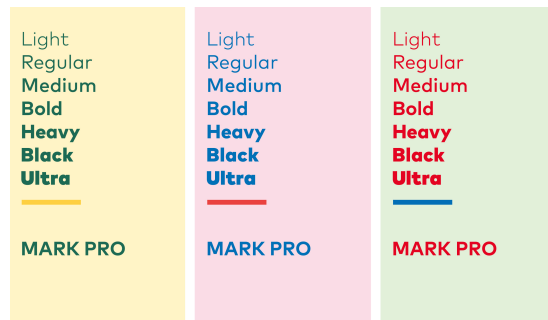 Light
Regular
Medium
Bold
Heavy
Black
Ultra
MARK PRO
Light
Regular
Medium
Bold
Heavy
Black
Ultra
MARK PRO
Light
Regular
Medium
Bold
Heavy
Black
Ultra
MARK PRO